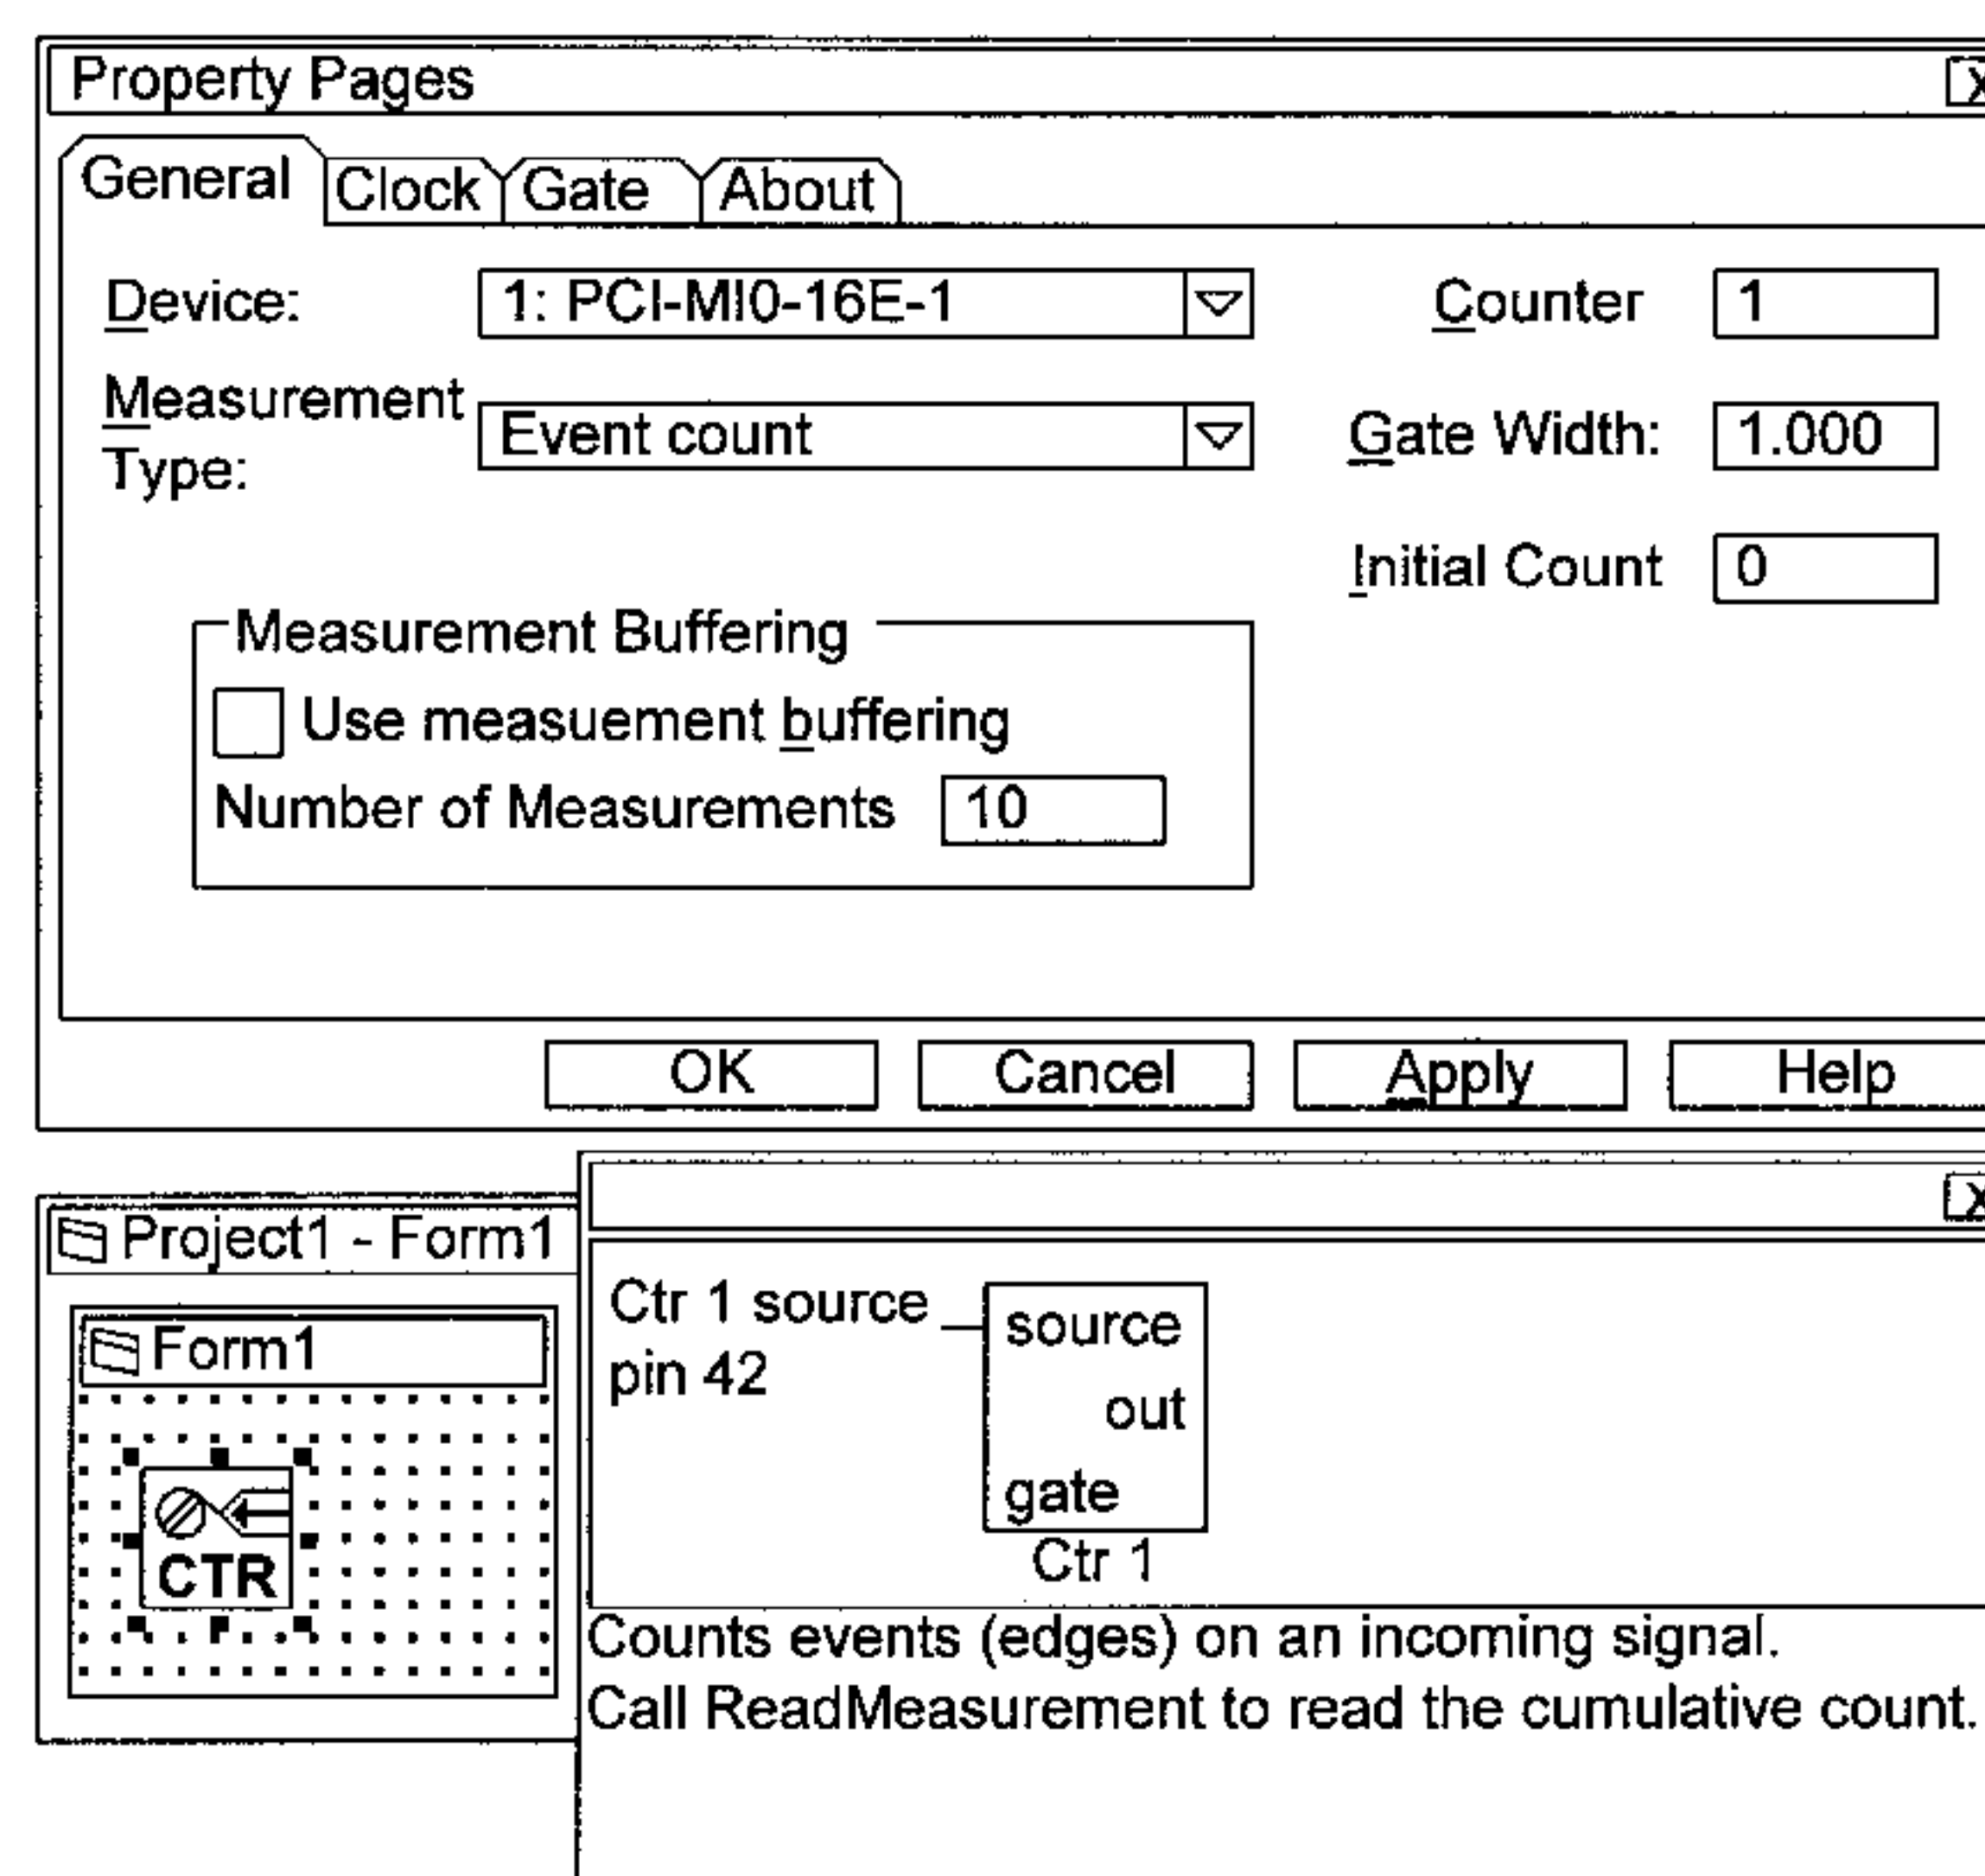 Property Pages X
General Clock Gate About
Device: 1: PCI-MI0-16E-1 Counter 1
Measurement
Type: Event count Gate Width: 1.000
Initial Count 0
Measurement Buffering
Use measuement buffering
Number of Measurements 10
OK Cancel Apply Help
X
Project1 - Form1
Form1
CTR
Ctr 1 source
pin 42
source
out
gate
Ctr 1
Counts events (edges) on an incoming signal.
Call ReadMeasurement to read the cumulative count.